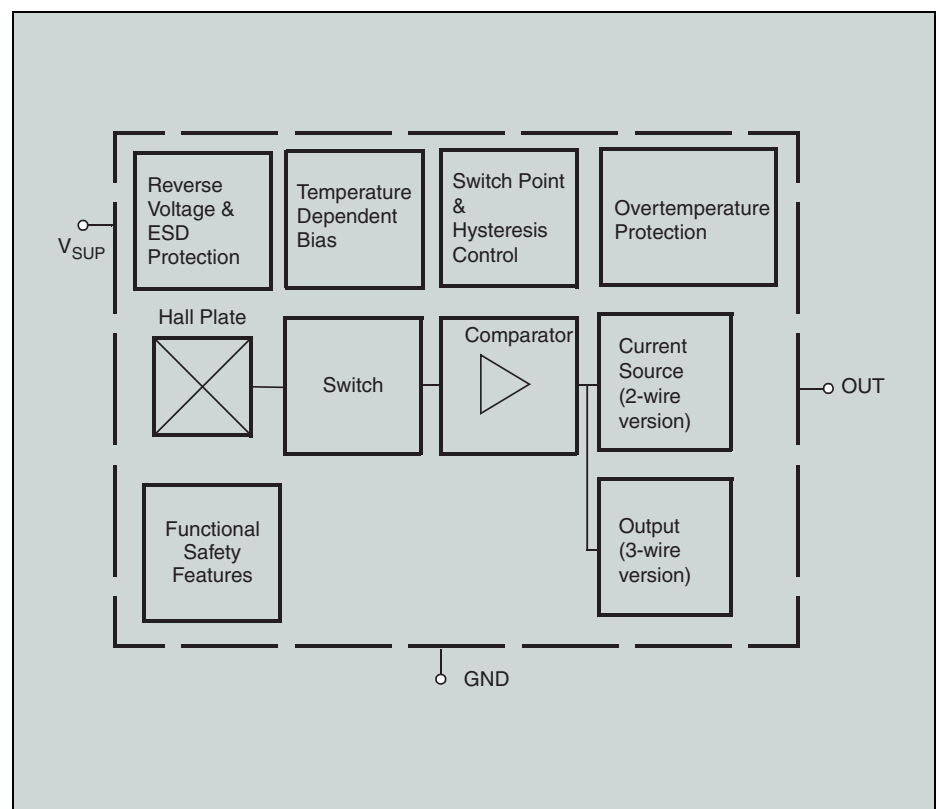 Reverse
Voltage &
ESD
Protection
Temperature
Dependent
Bias
Switch Point
&
Hysteresis
Control
Overtemperature
Protection
VSUP
Hall Plate
Switch
Comparator
Current
Source
(2-wire
version)
OUT
Functional
Safety
Features
Output
(3-wire
version)
GND